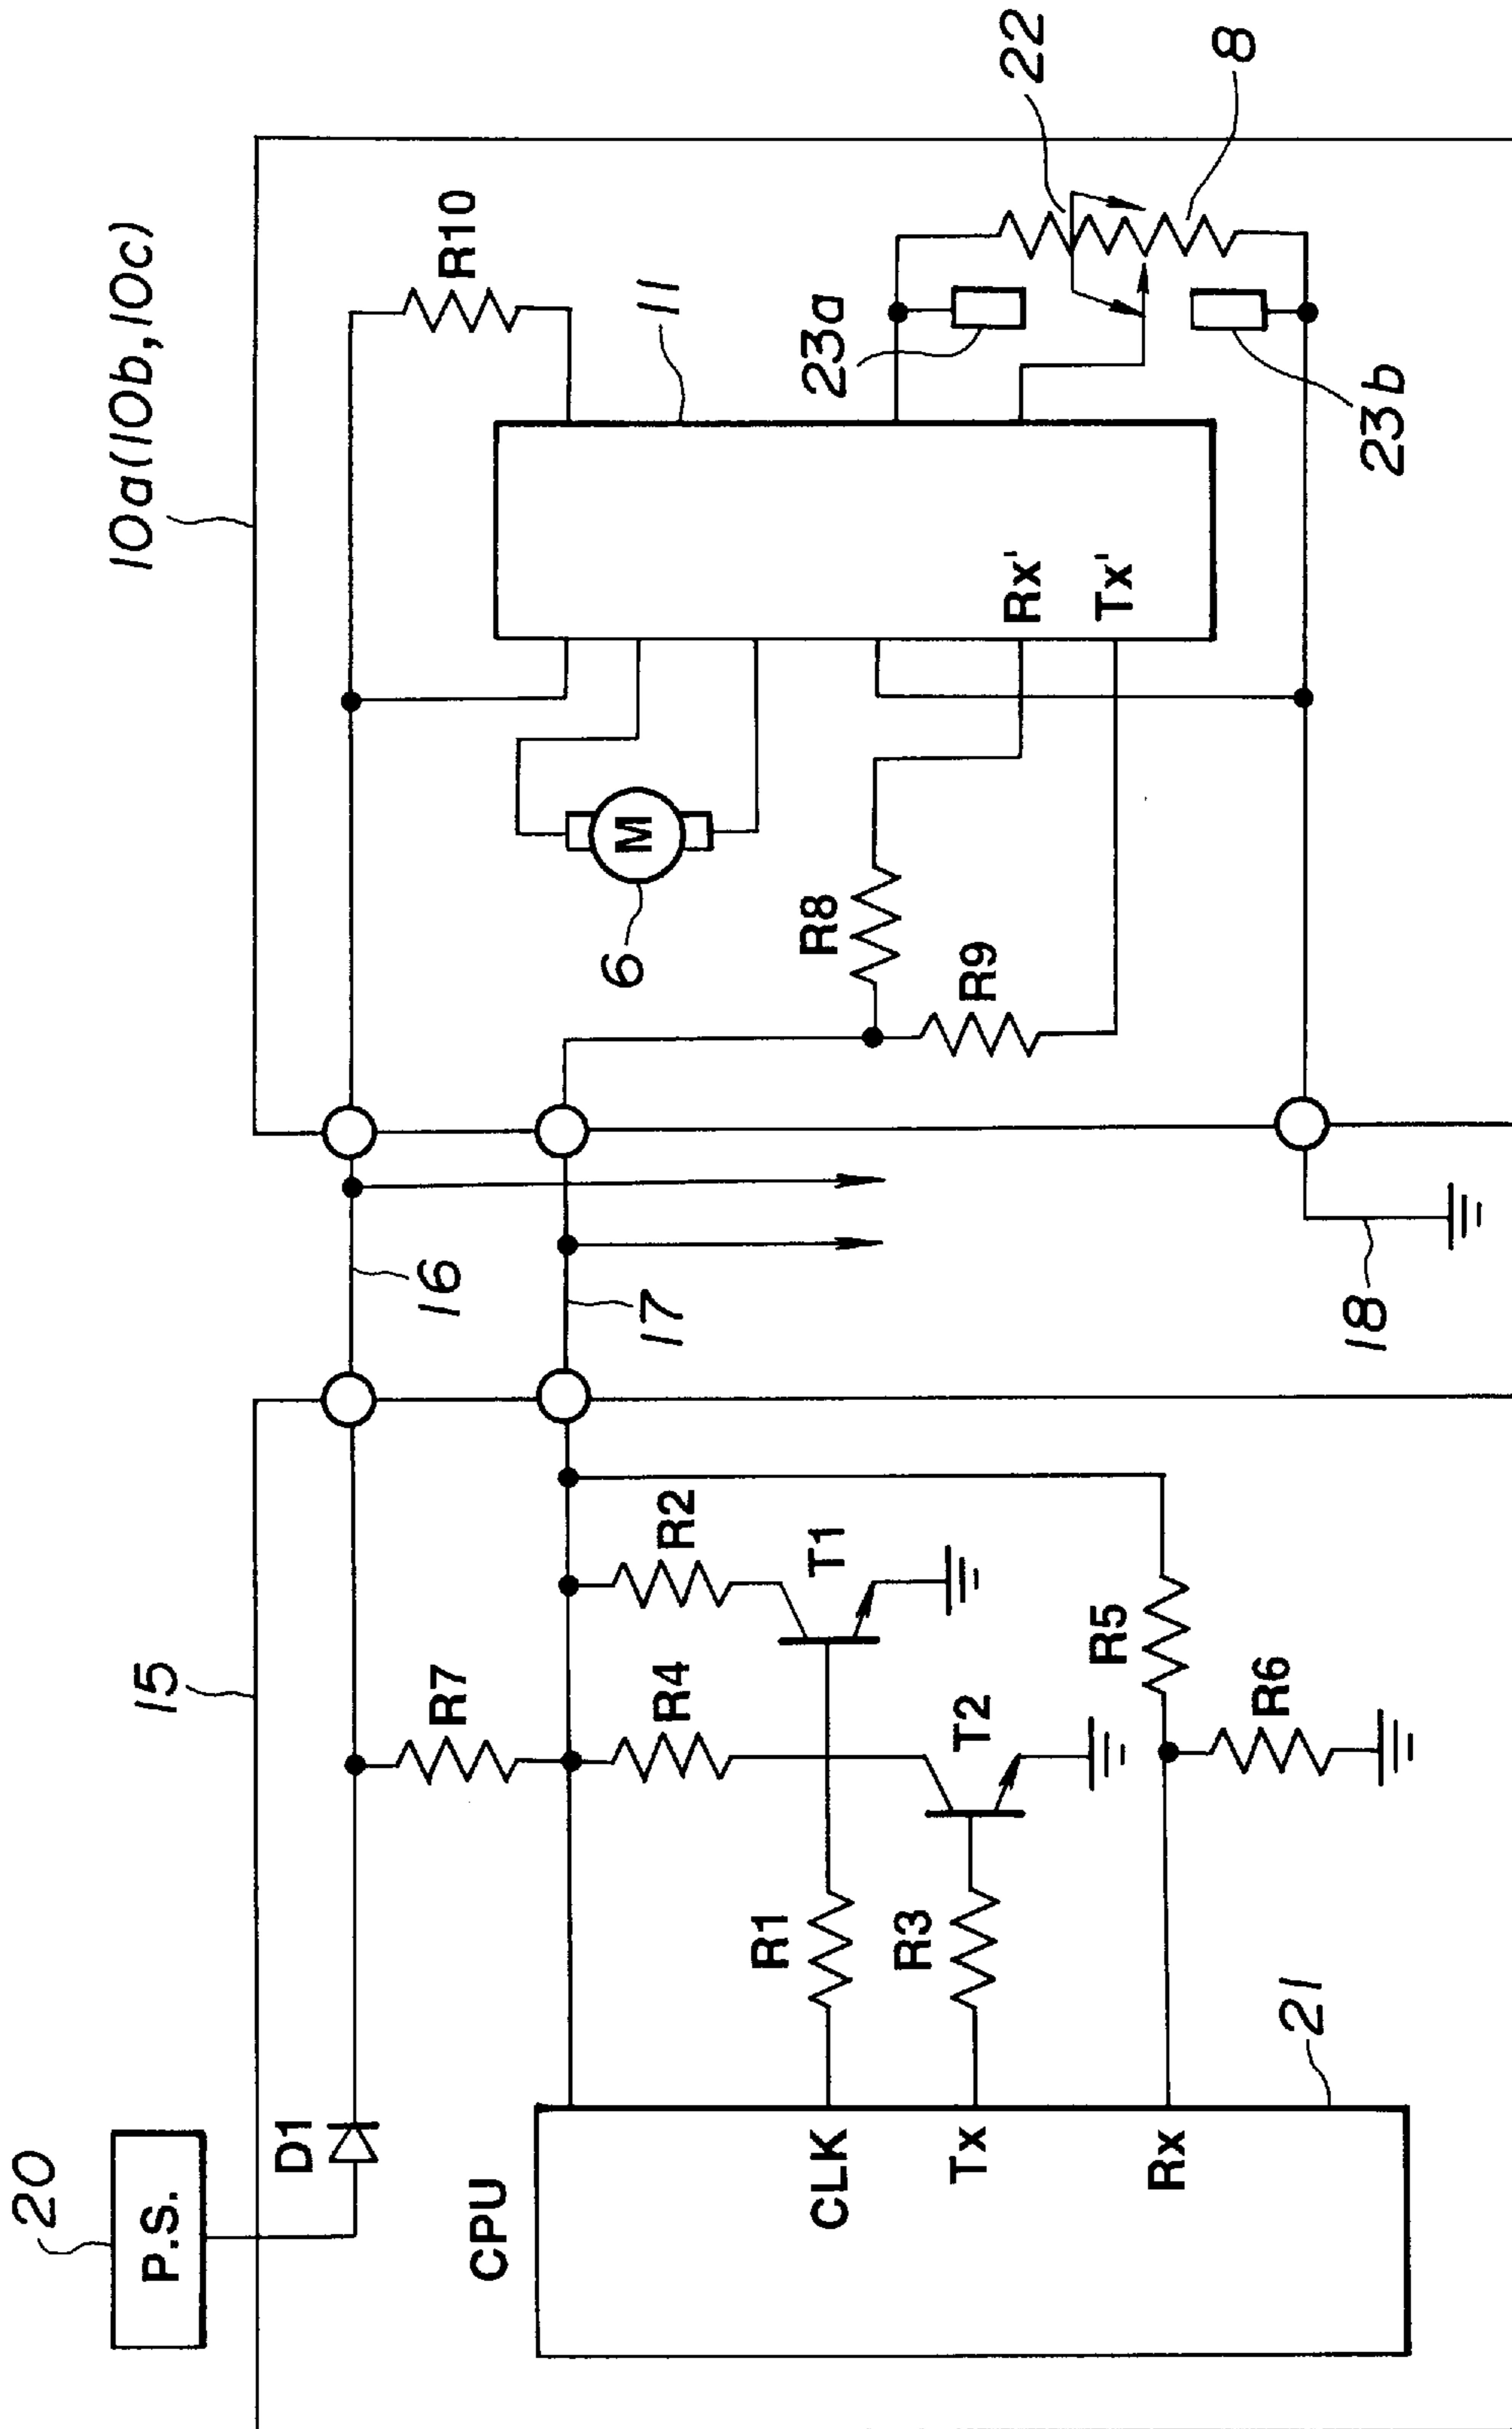 20
P.S.
D1
15
CPU
CLK
Tx
Rx
21
R7
R4
R2
R1
R3
T1
T2
R5
R6
16
17
18
10a(10b,10c)
R10
11
M
6
R8
R9
Rx'
Tx'
23a
23b
22
8